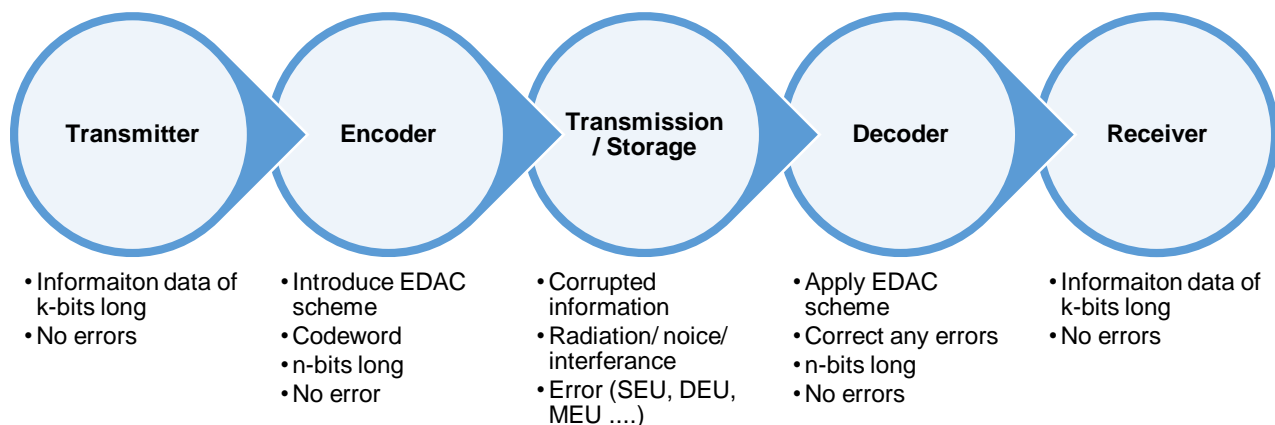 Transmitter
Encoder
Transmission
/ Storage
Decoder
Receiver
• Informaiton data of
k-bits long
• No errors
• Introduce EDAC
scheme
• Codeword
• n-bits long
• No error
• Corrupted
information
• Radiation/ noice/
interferance
• Error (SEU, DEU,
MEU ....)
• Apply EDAC
scheme
• Correct any errors
• n-bits long
• No errors
• Informaiton data of
k-bits long
• No errors